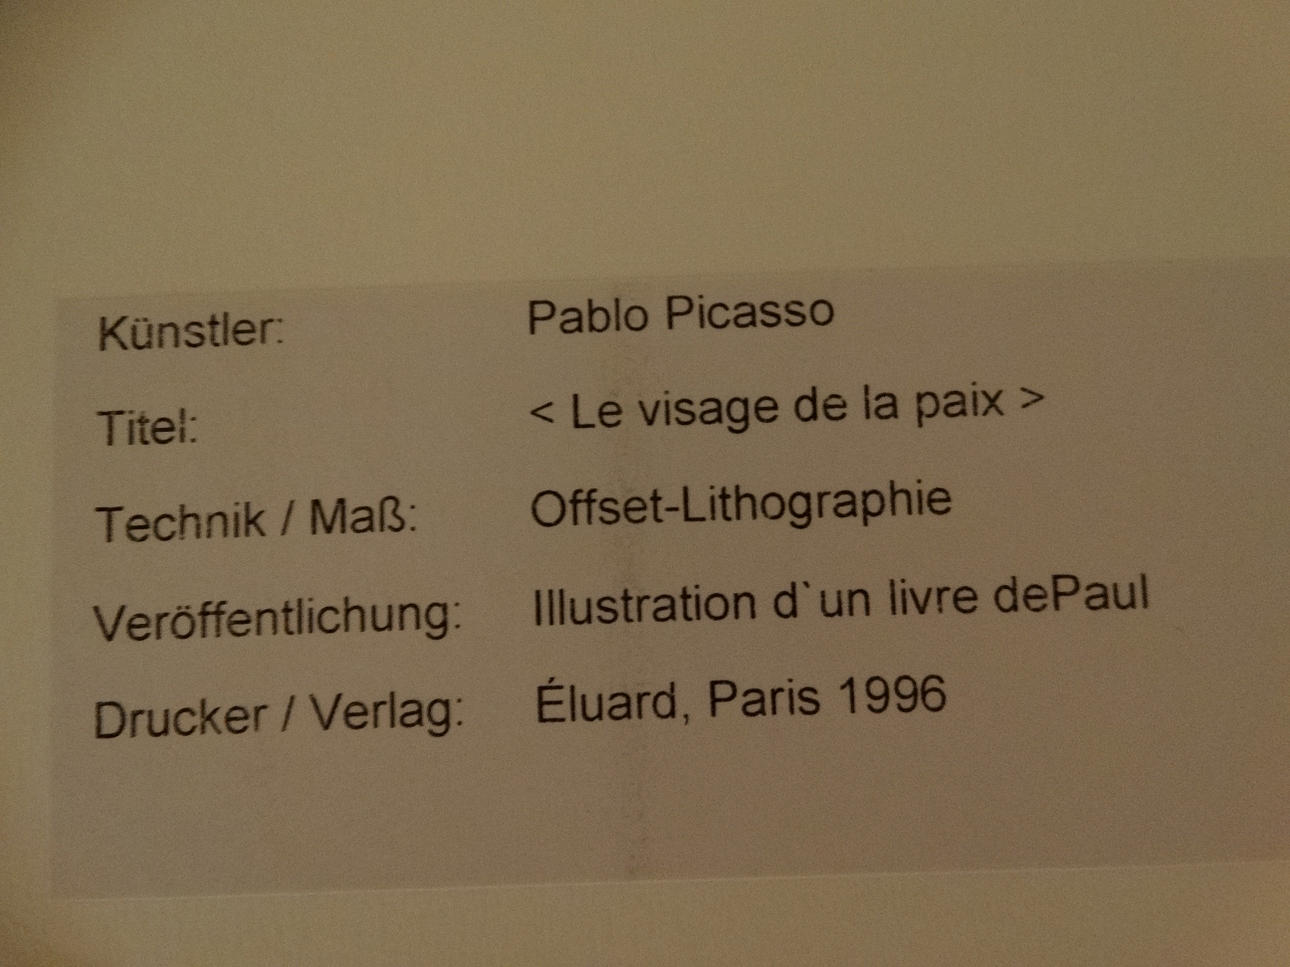 Künstler: Pablo Picasso
Titel: < Le visage de la paix >
Technik / Maß: Offset-Lithographie
Veröffentlichung: Illustration d`un livre dePaul
Drucker / Verlag: Éluard, Paris 1996